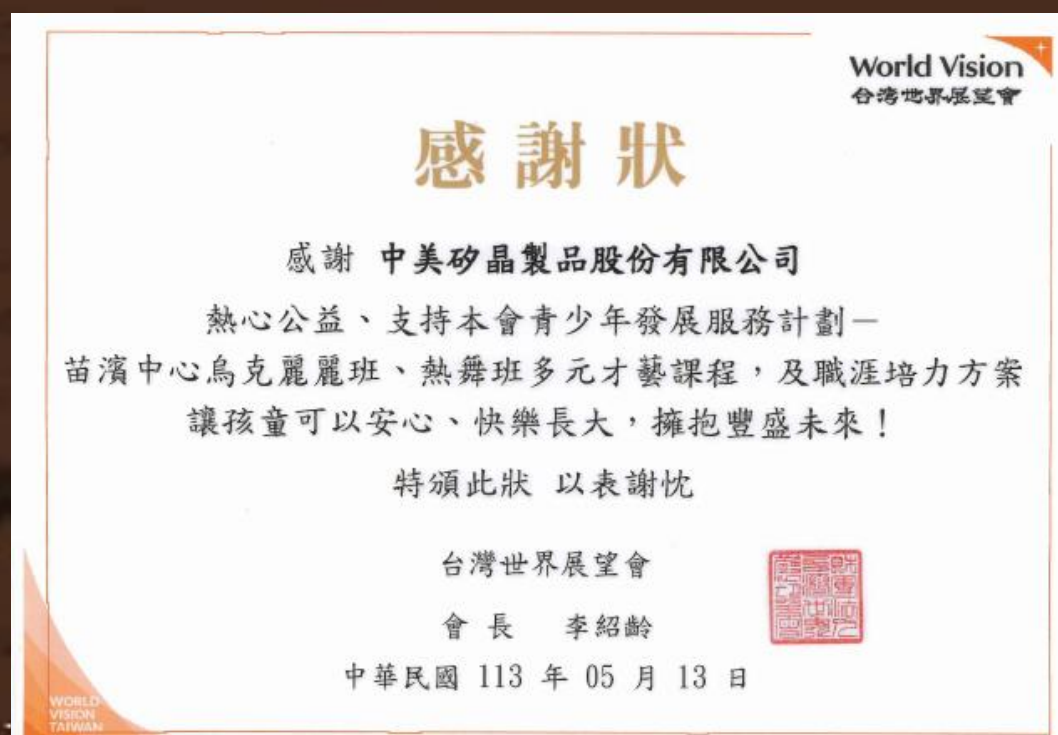 World Vision
台灣世界展望會
感謝狀
感謝 中美矽晶製品股份有限公司
熱心公益、支持本會青少年發展服務計劃－
苗濱中心烏克麗麗班、熱舞班多元才藝課程，及職涯培力方案
讓孩童可以安心、快樂長大，擁抱豐盛未來！
特頒此狀 以表謝忱
台灣世界展望會
會長 李紹齡
中華民國 113 年 05 月 13 日
WORLD
VISION
TAIWAN